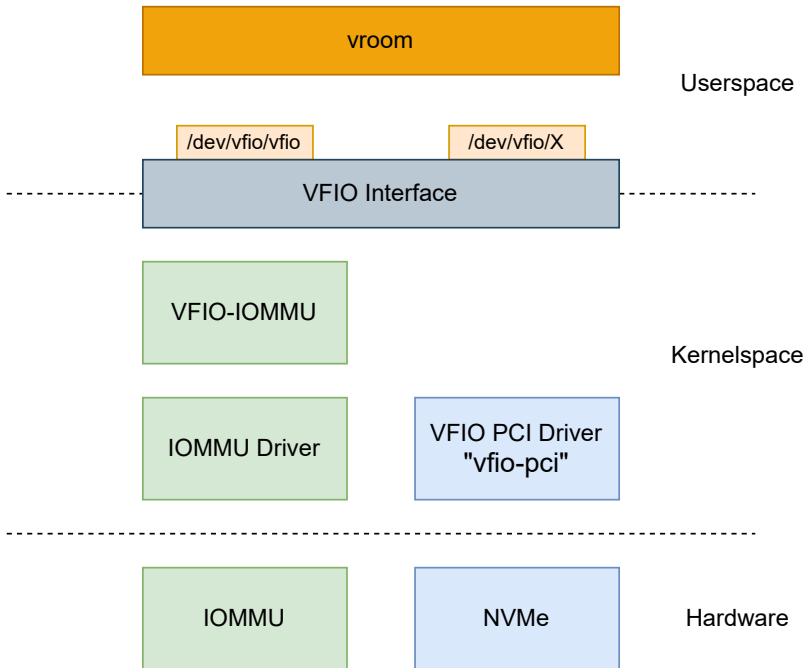 vroom
Userspace
/dev/vfio/vfio
/dev/vfio/X
VFIO Interface
VFIO-IOMMU
Kernelspace
IOMMU Driver
VFIO PCI Driver
"vfio-pci"
IOMMU
NVMe
Hardware